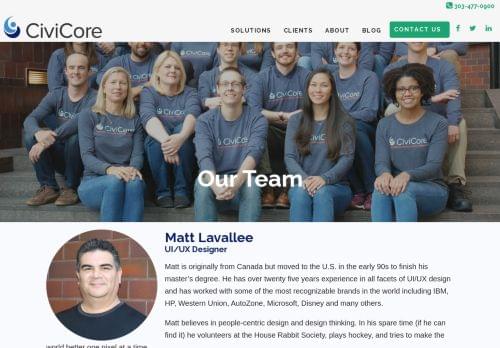 303-477-0900
CiviCore
SOLUTIONS CLIENTS ABOUT BLOG CONTACT US
CiviCore
CiviCore
CiviCore
CiviCore
Our Team
Matt Lavallee
UI/UX Designer
Matt is originally from Canada but moved to the U.S. in the early 90s to finish his
master's degree. He has over twenty five years experience in all facets of UI/UX design
and has worked with some of the most recognizable brands in the world including IBM,
HP, Western Union, AutoZone, Microsoft, Disney and many others.
Matt believes in people-centric design and design thinking. In his spare time (if he can
find it) he volunteers at the House Rabbit Society, plays hockey, and tries to make the
world better one pixel at a time.